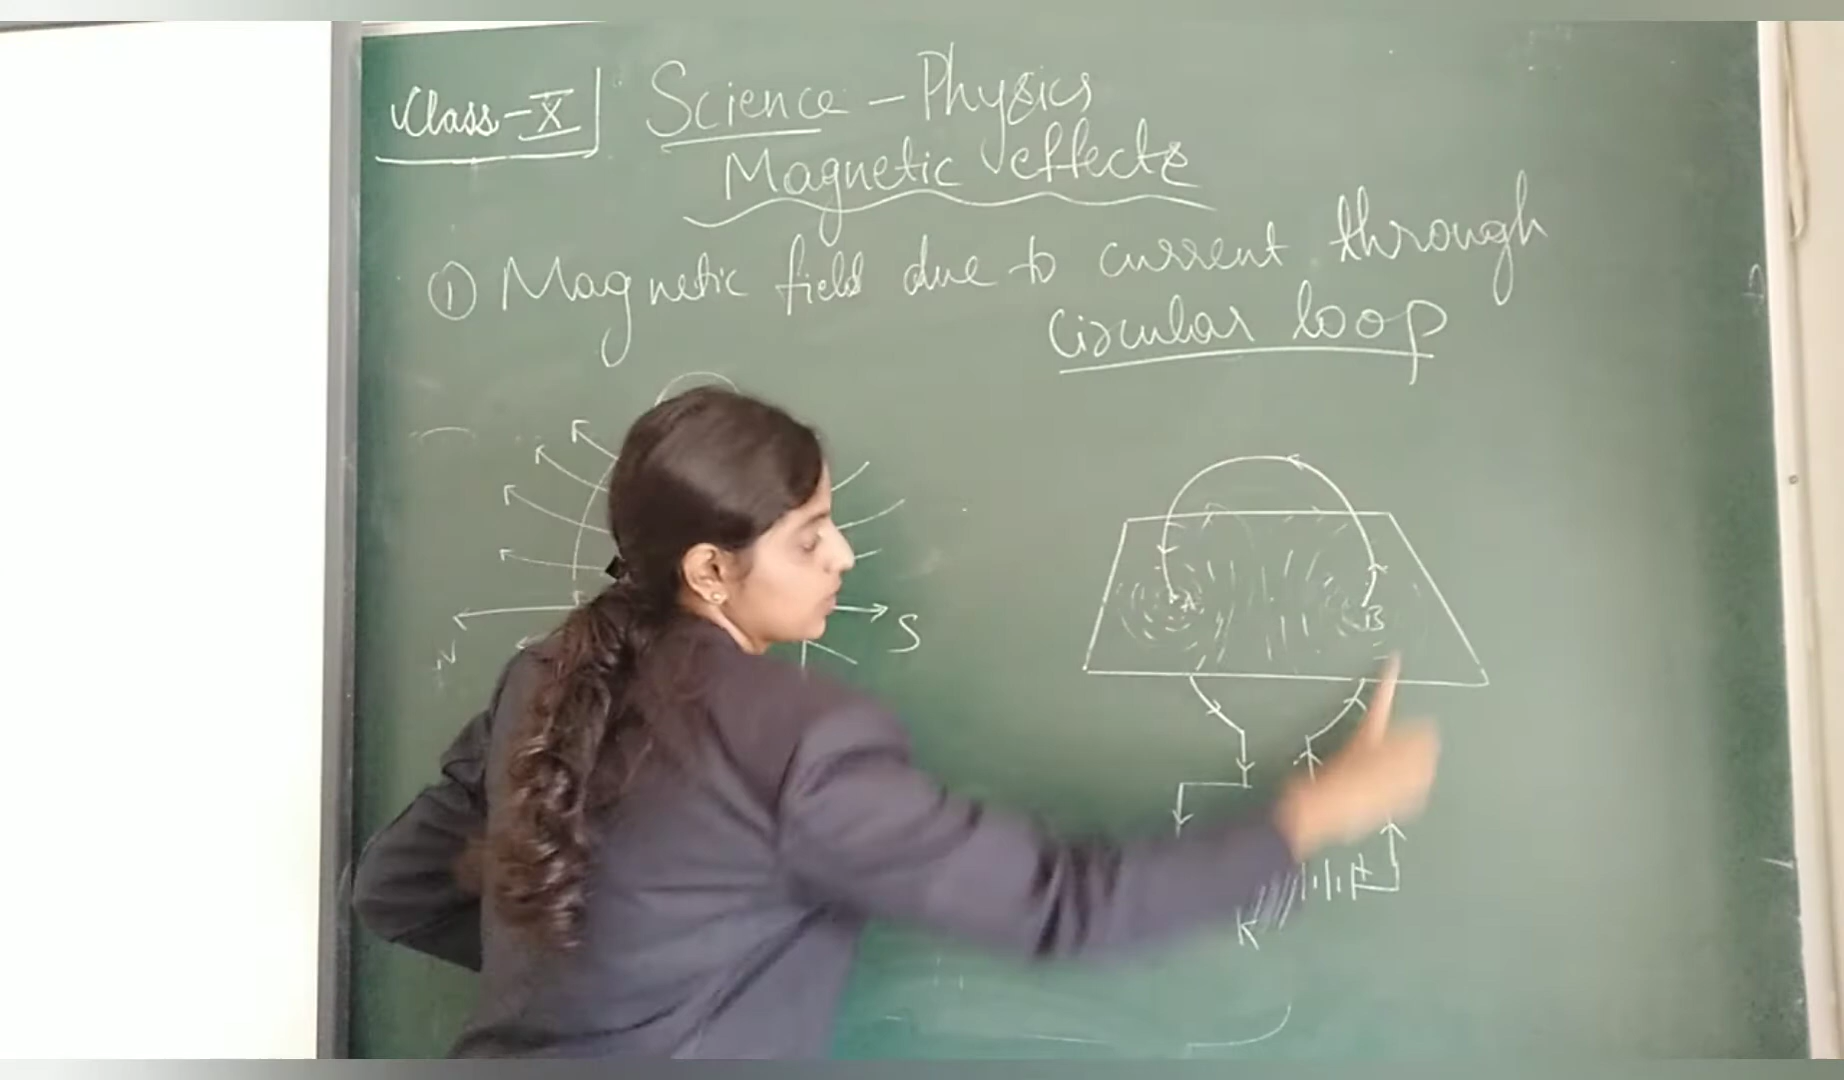 Class-X
Science - Physics
Magnetic effects
① Magnetic field due to current through
circular loop
N
S
A
B
+
K